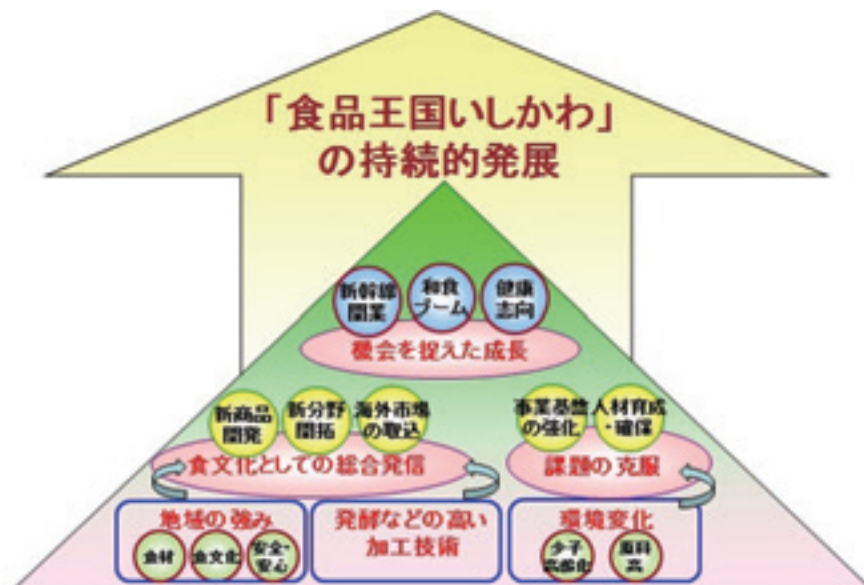 「食品王国いしかわ」
の持続的発展
新幹線
開業
和食
ブーム
健康
志向
機会を捉えた成長
新商品
開発
新分野
開拓
海外市場
の取込
事業基盤
の強化
人材育成
・確保
食文化としての総合発信
課題の克服
地域の強み
食材
食文化
安全・
安心
発酵などの高い
加工技術
環境変化
少子
高齢化
原料
高